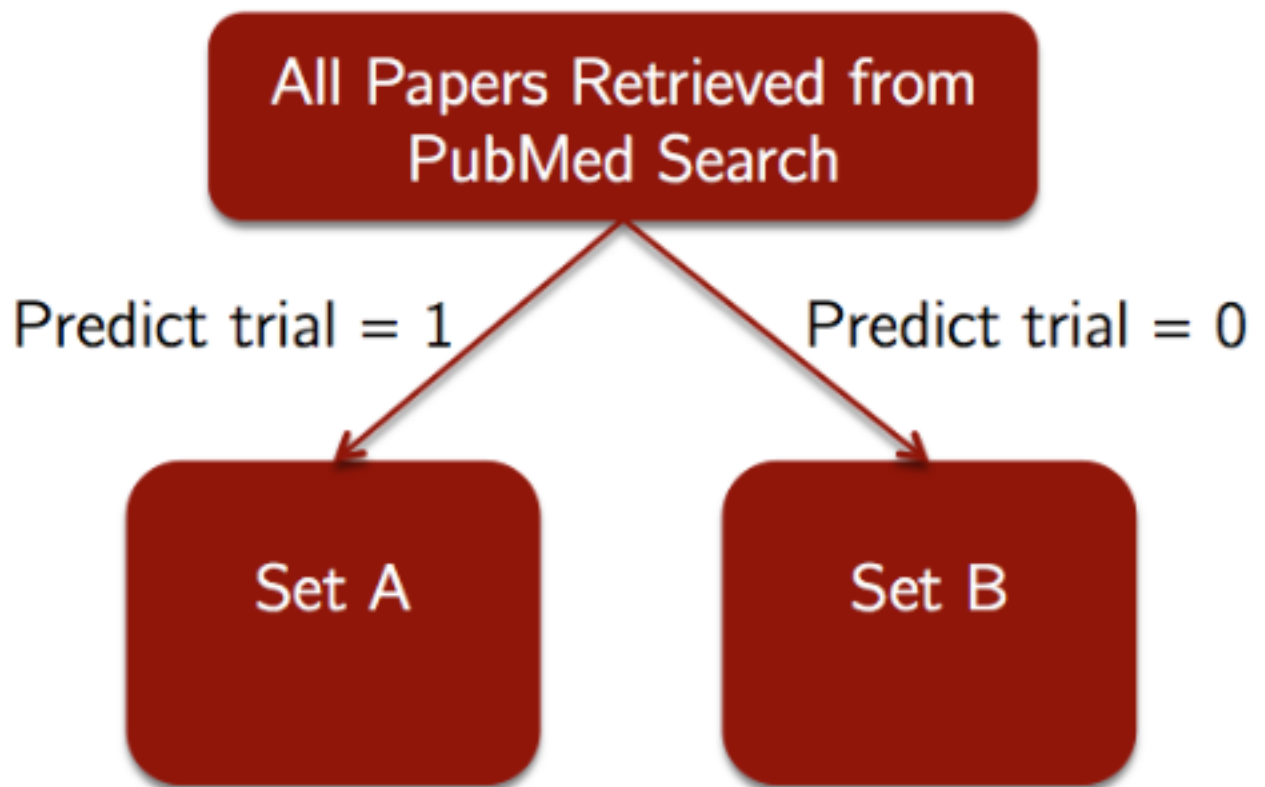 All Papers Retrieved from
PubMed Search
Predict trial = 1
Predict trial = 0
Set A
Set B